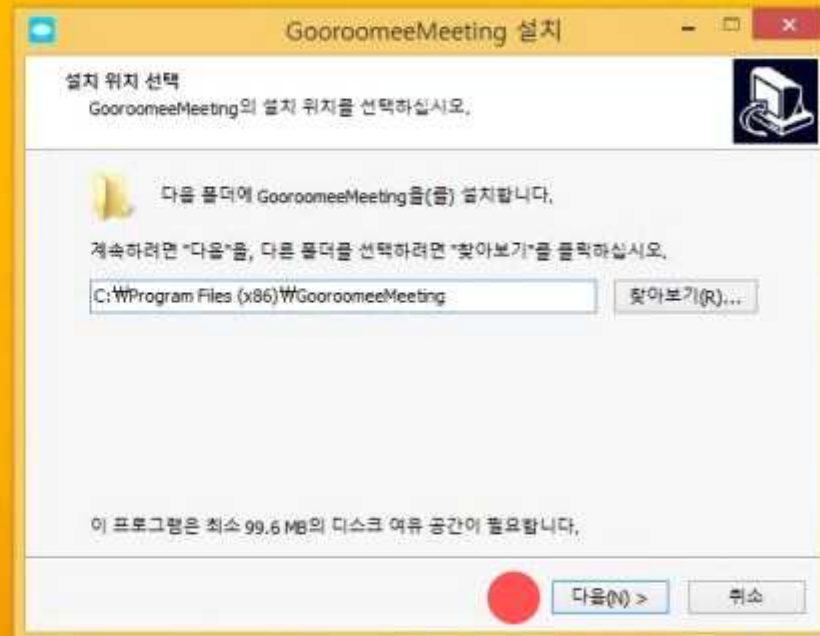 GooroomeeMeeting 설치
설치 위치 선택
GooroomeeMeeting의 설치 위치를 선택하십시오.
다음 폴더에 GooroomeeMeeting을(를) 설치합니다.
계속하려면 "다음"을, 다른 폴더를 선택하려면 "찾아보기"를 클릭하십시오.
C:₩Program Files (x86)₩GooroomeeMeeting
찾아보기(R)...
이 프로그램은 최소 99.6 MB의 디스크 여유 공간이 필요합니다.
다음(N) >
취소